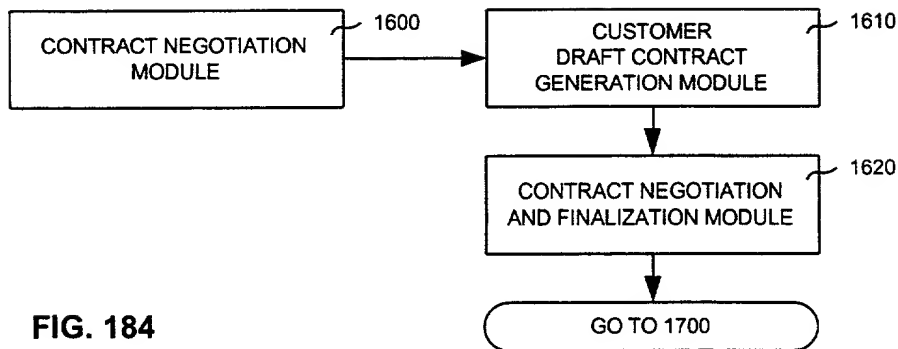 CONTRACT NEGOTIATION
MODULE
1600
CUSTOMER
DRAFT CONTRACT
GENERATION MODULE
1610
CONTRACT NEGOTIATION
AND FINALIZATION MODULE
1620
GO TO 1700
FIG. 184